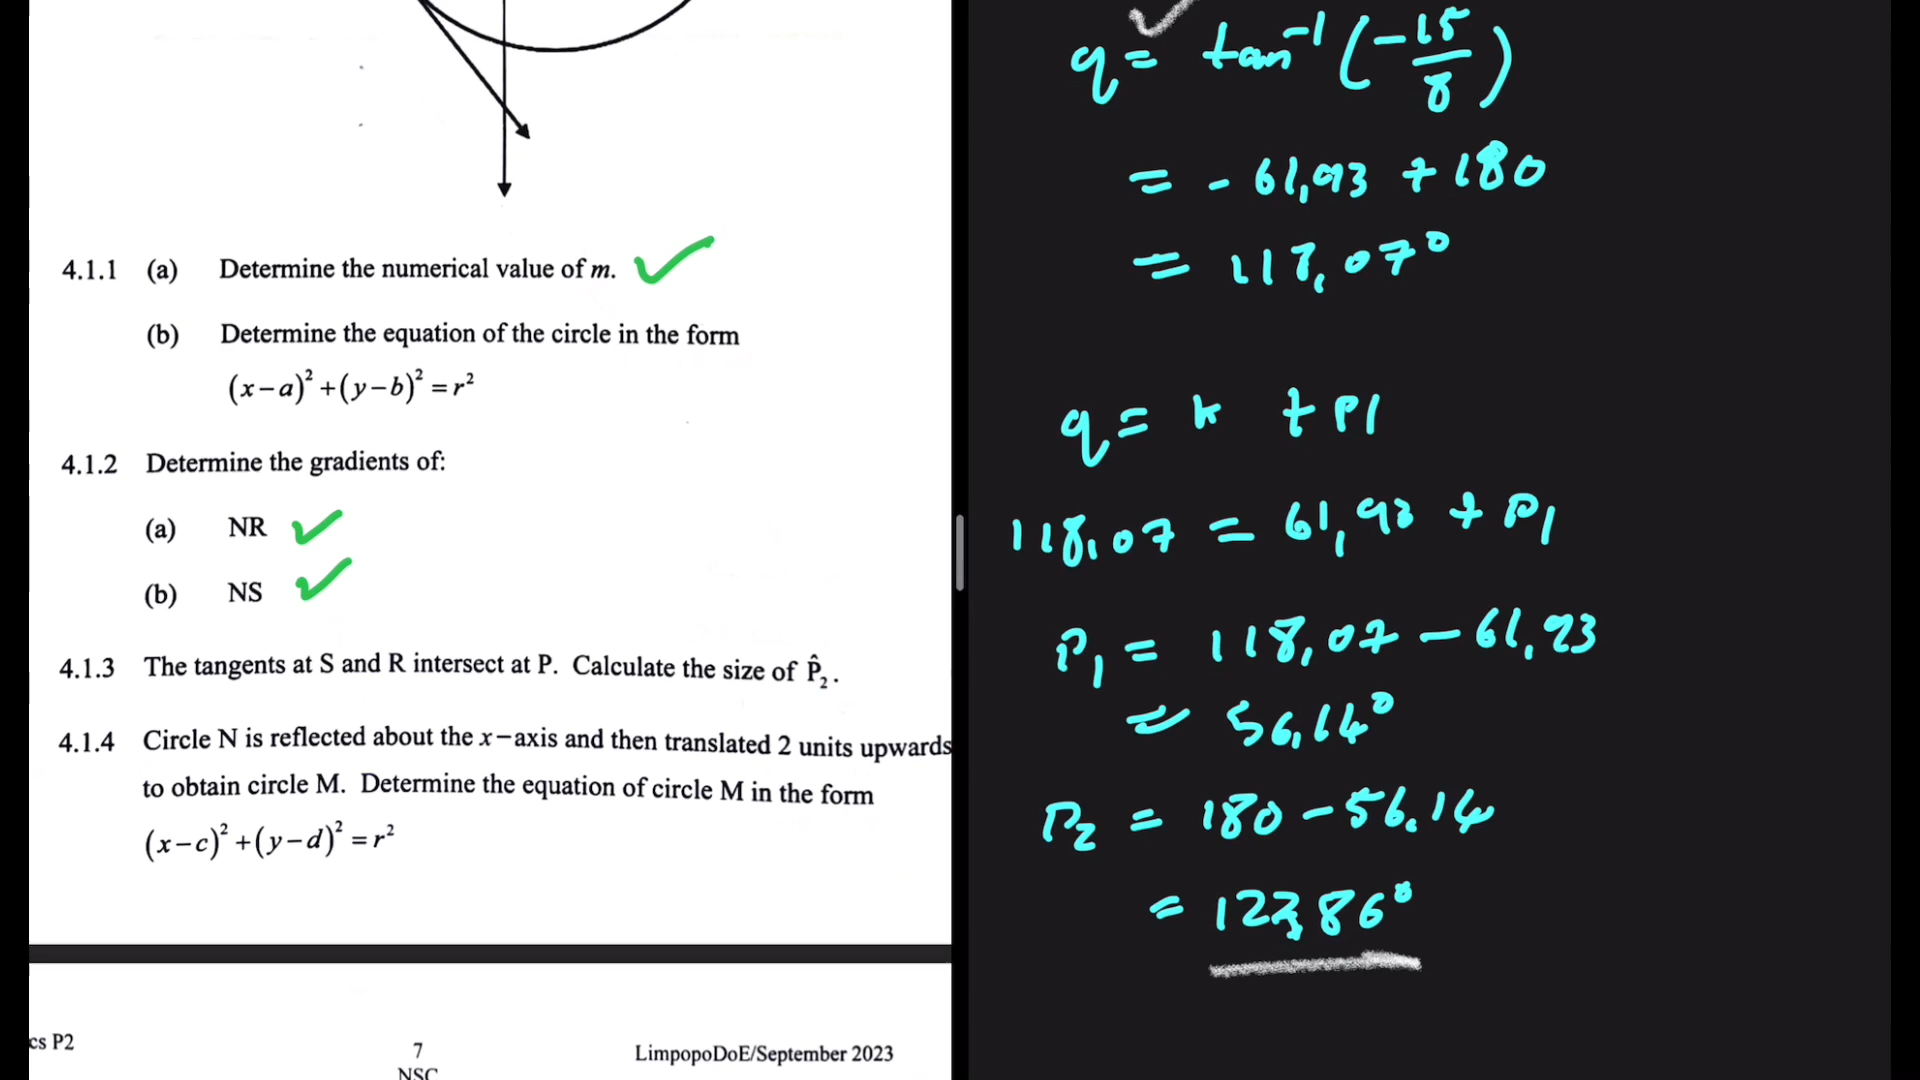 4.1.1 (a) Determine the numerical value of m.
(b) Determine the equation of the circle in the form
(x−a)² + (y−b)² = r²
4.1.2 Determine the gradients of:
(a) NR
(b) NS
4.1.3 The tangents at S and R intersect at P. Calculate the size of P̂₂.
4.1.4 Circle N is reflected about the x−axis and then translated 2 units upwards
to obtain circle M. Determine the equation of circle M in the form
(x−c)² + (y−d)² = r²
cs P2
7
NSC
LimpopoDoE/September 2023
q = tan⁻¹(−15/8)
= -61,93 + 180
= 118,07°
q = k + P1
118,07 = 61,93 + P1
P1 = 118,07 − 61,93
= 56,14°
P2 = 180 − 56.14
= 123,86°